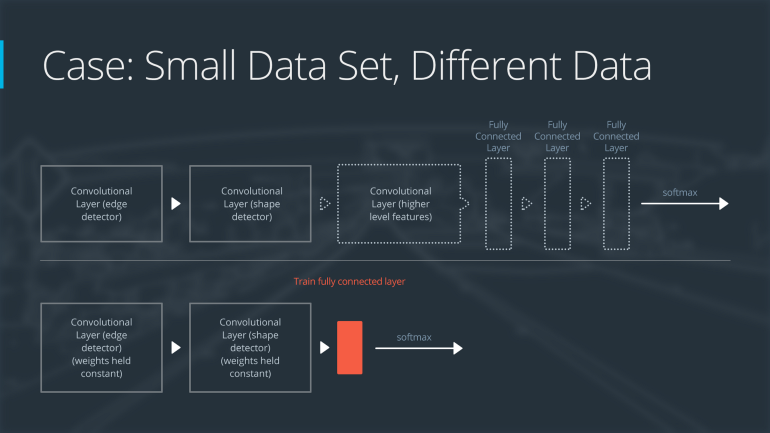 Case: Small Data Set, Different Data
Fully
Connected
Layer
Fully
Connected
Layer
Fully
Connected
Layer
Convolutional
Layer (edge
detector)
Convolutional
Layer (shape
detector)
Convolutional
Layer (higher
level features)
softmax
Train fully connected layer
Convolutional
Layer (edge
detector)
(weights held
constant)
Convolutional
Layer (shape
detector)
(weights held
constant)
softmax